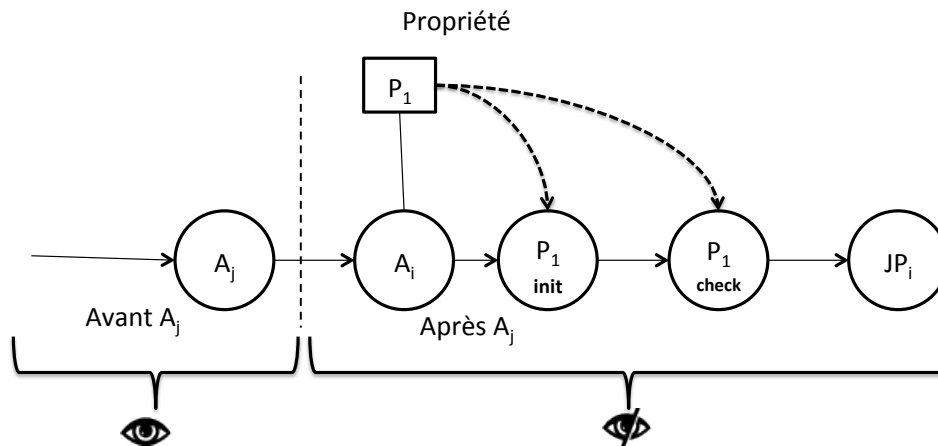 Propriété
P₁
Aⱼ
Aᵢ
P₁
init
P₁
check
JPᵢ
Avant Aⱼ
Après Aⱼ